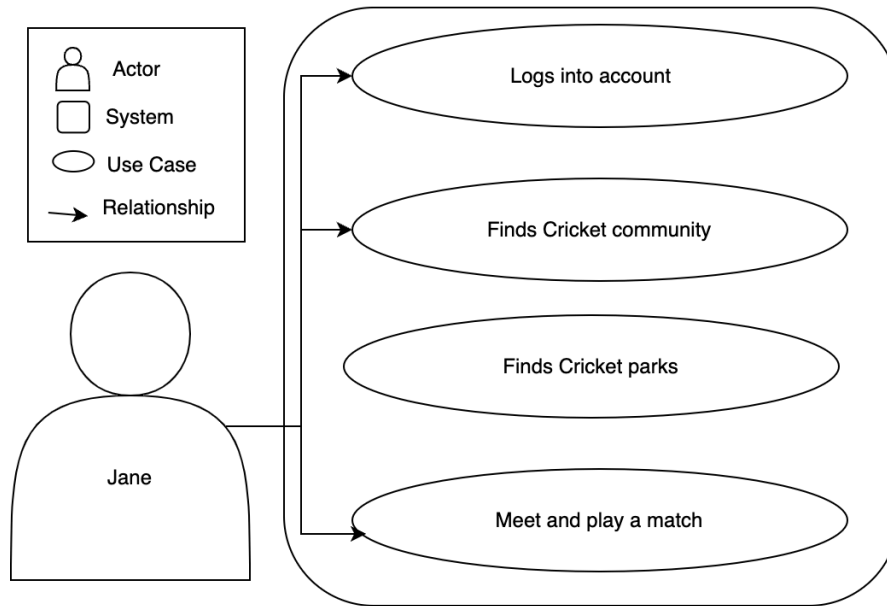 Actor
System
Use Case
Relationship
Jane
Logs into account
Finds Cricket community
Finds Cricket parks
Meet and play a match